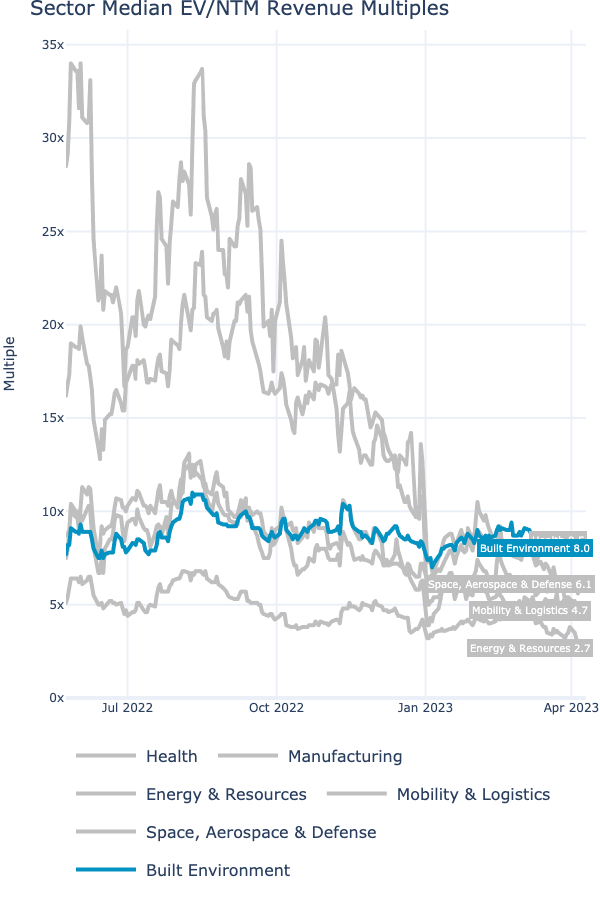 Sector Median EV/NTM Revenue Multiples
35x
30x
25x
20x
15x
10x
5x
0x
Multiple
Built Environment 8.0
Space, Aerospace & Defense 6.1
Mobility & Logistics 4.7
Energy & Resources 2.7
Jul 2022
Oct 2022
Jan 2023
Apr 2023
Health
Manufacturing
Energy & Resources
Mobility & Logistics
Space, Aerospace & Defense
Built Environment